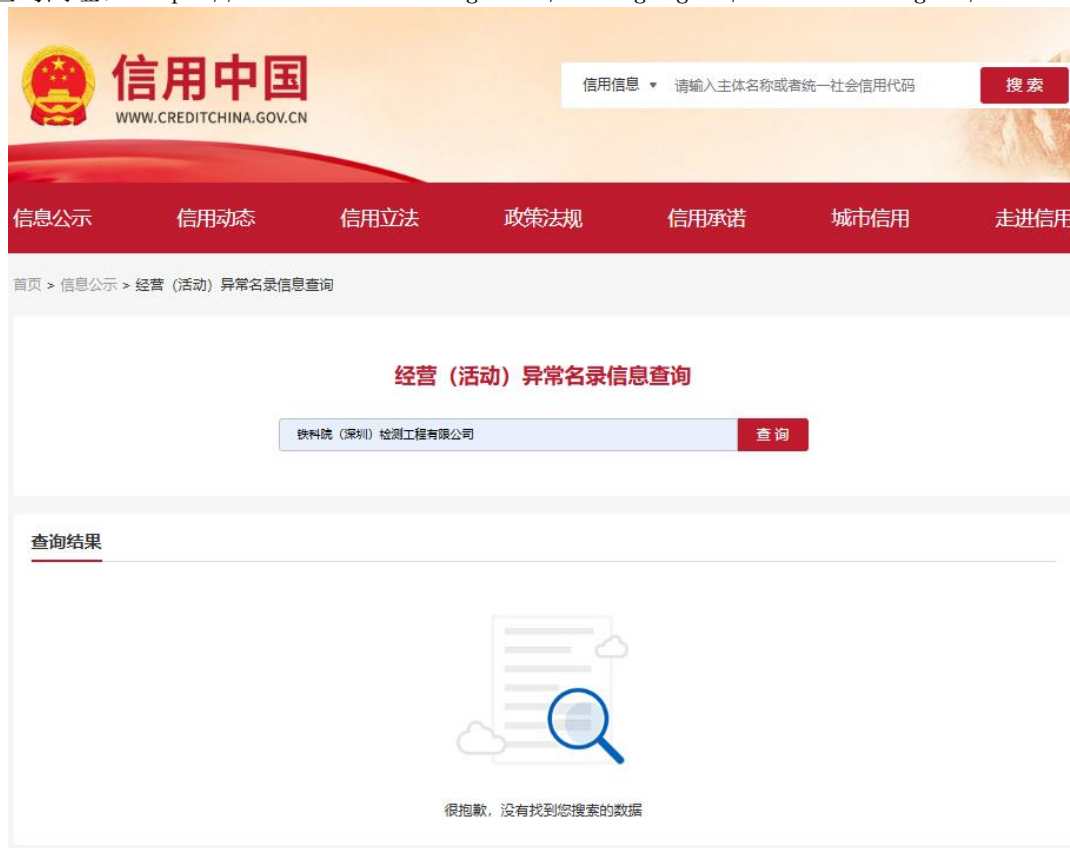 信用中国
WWW.CREDITCHINA.GOV.CN
信用信息 请输入主体名称或者统一社会信用代码 搜索
信息公示 信用动态 信用立法 政策法规 信用承诺 城市信用 走进信用
首页 > 信息公示 > 经营（活动）异常名录信息查询
经营（活动）异常名录信息查询
铁科院（深圳）检测工程有限公司 查询
查询结果
很抱歉，没有找到您搜索的数据